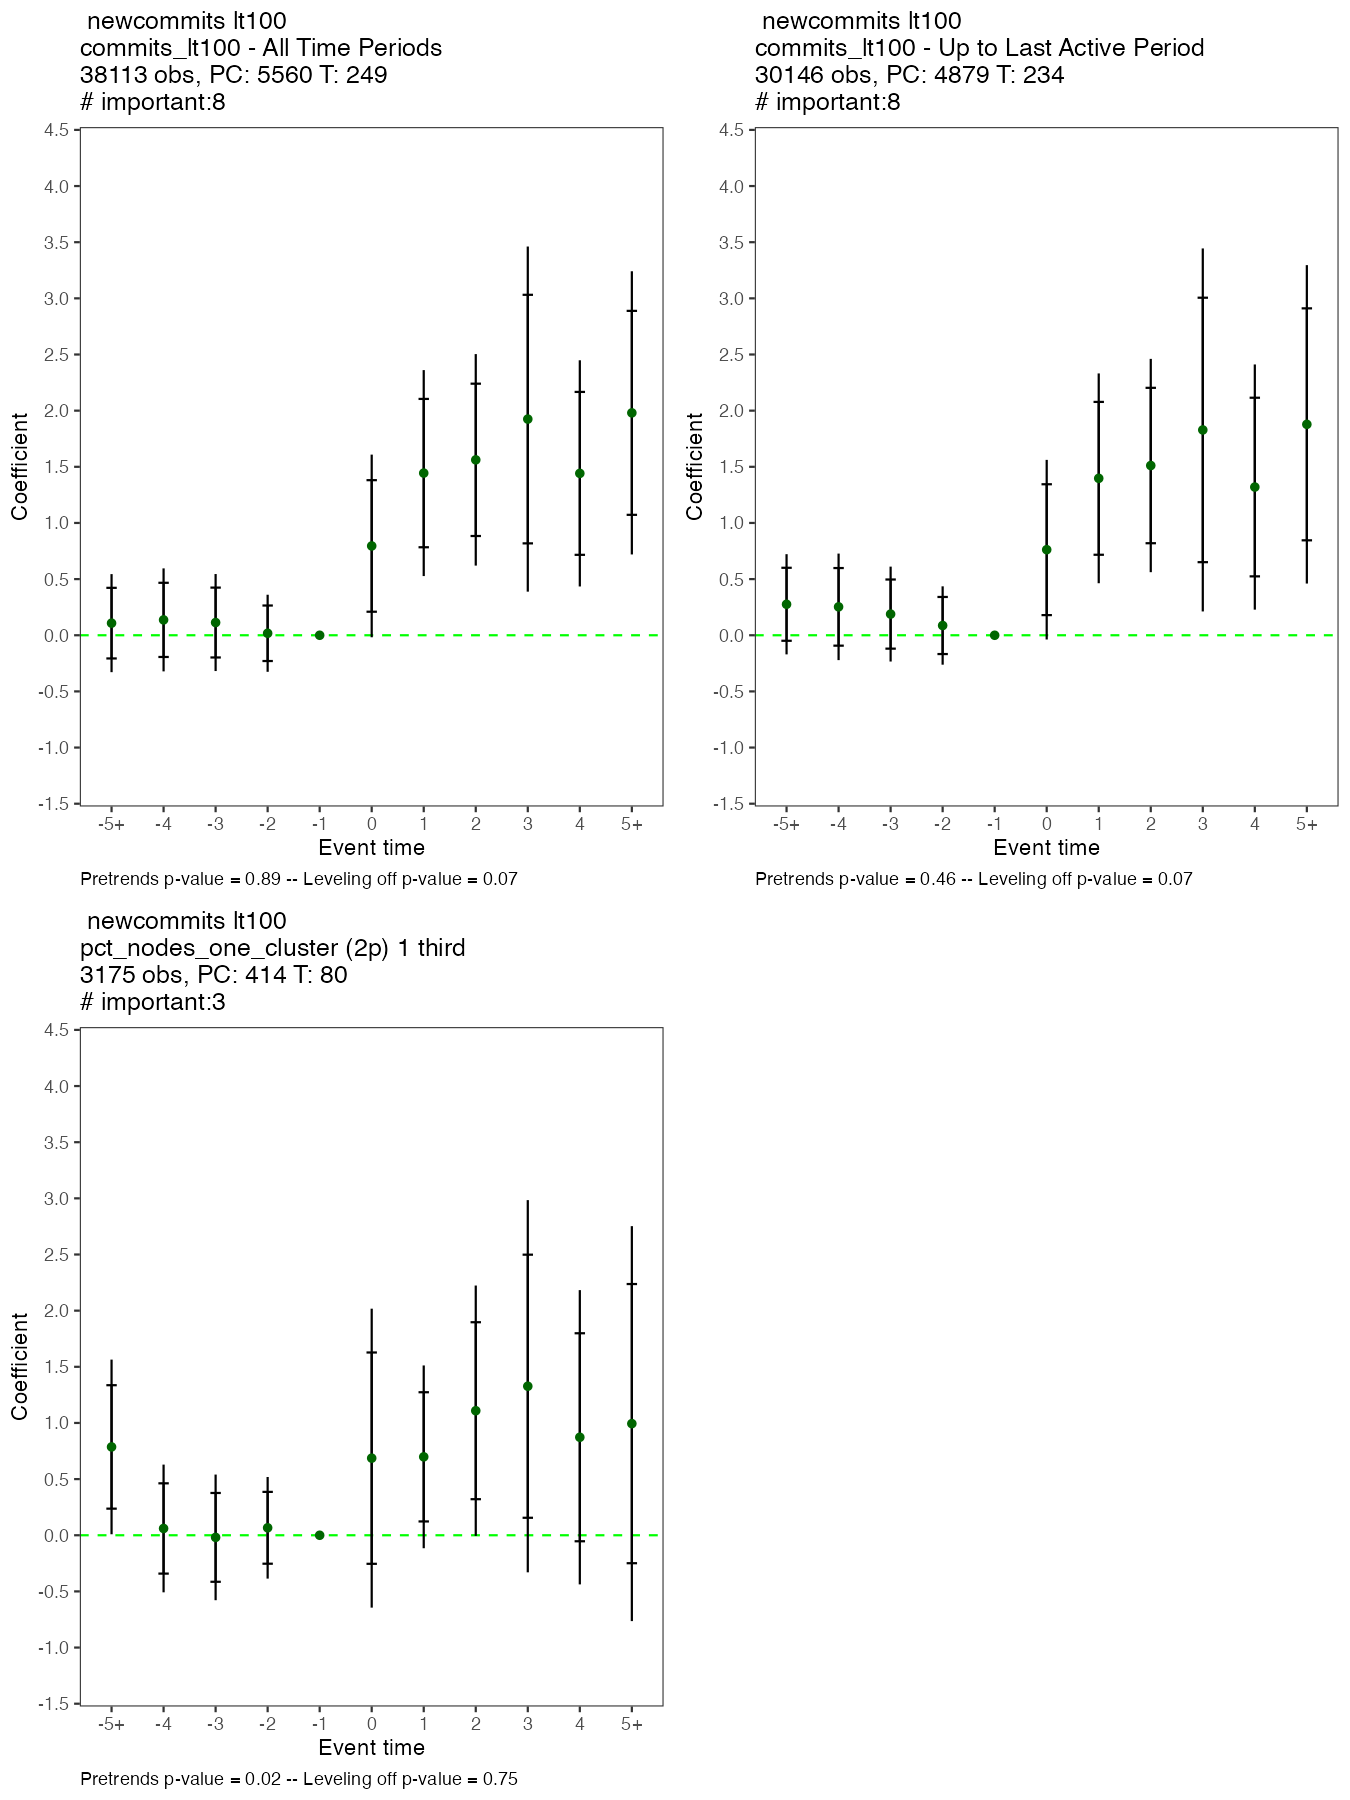 newcommits lt100
commits_lt100 - All Time Periods
38113 obs, PC: 5560 T: 249
# important:8
4.5
4.0
3.5
3.0
2.5
2.0
1.5
1.0
0.5
0.0
-0.5
-1.0
-1.5
Coefficient
-5+ -4 -3 -2 -1 0 1 2 3 4 5+
Event time
Pretrends p-value = 0.89 -- Leveling off p-value = 0.07
newcommits lt100
commits_lt100 - Up to Last Active Period
30146 obs, PC: 4879 T: 234
# important:8
4.5
4.0
3.5
3.0
2.5
2.0
1.5
1.0
0.5
0.0
-0.5
-1.0
-1.5
Coefficient
-5+ -4 -3 -2 -1 0 1 2 3 4 5+
Event time
Pretrends p-value = 0.46 -- Leveling off p-value = 0.07
newcommits lt100
pct_nodes_one_cluster (2p) 1 third
3175 obs, PC: 414 T: 80
# important:3
4.5
4.0
3.5
3.0
2.5
2.0
1.5
1.0
0.5
0.0
-0.5
-1.0
-1.5
Coefficient
-5+ -4 -3 -2 -1 0 1 2 3 4 5+
Event time
Pretrends p-value = 0.02 -- Leveling off p-value = 0.75